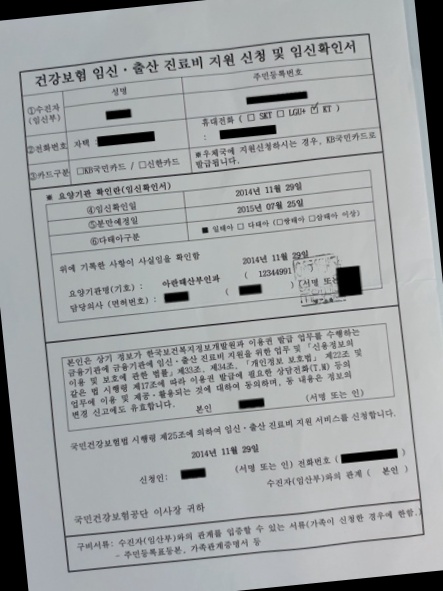 건강보험 임신 · 출산 진료비 지원 신청 및 임신확인서
①수진자
(임신부)
성명
주민등록번호
②전화번호
자택 :
휴대전화 ( □ SKT □ LGU+ ☑ KT )
:
③카드구분
□KB국민카드 / □신한카드
※우체국에 지원신청하시는 경우, KB국민카드로
발급됩니다.
※ 요양기관 확인란(임신확인서)
④임신확인일
2014년 11월 29일
⑤분만예정일
2015년 07월 25일
⑥다태아구분
■ 일태아 □ 다태아 (□쌍태아 □삼태아 이상)
위에 기록한 사항이 사실임을 확인함
2014년 11월 29일
요양기관명(기호) : 아란태산부인과 ( 12344991 )
담당의사 (면허번호) : ( ) (서명 또는
본인은 상기 정보가 한국보건복지정보개발원과 이용권 발급 업무를 수행하는
금융기관에 금융기관에 임신·출산 진료비 지원을 위한 업무 및 「신용정보의
이용 및 보호에 관한 법률」제33조, 제34조, 「개인정보 보호법」 제22조 및
같은 법 시행령 제17조에 따라 이용권 발급에 필요한 상담전화(T.M) 등의
업무에 이용 및 제공·활용되는 것에 대하여 동의하며, 동 내용은 정보의
변경 신고에도 유효합니다.
본인 (서명 또는 인)
국민건강보험법 시행령 제25조에 의하여 임신·출산 진료비 지원 서비스를 신청합니다.
2014년 11월 29일
신청인: (서명 또는 인) 전화번호 ( )
수진자(임산부)와의 관계 ( 본인 )
국민건강보험공단 이사장 귀하
구비서류: 수진자(임산부)와의 관계를 입증할 수 있는 서류(가족이 신청한 경우에 한함.)
- 주민등록표등본, 가족관계증명서 등